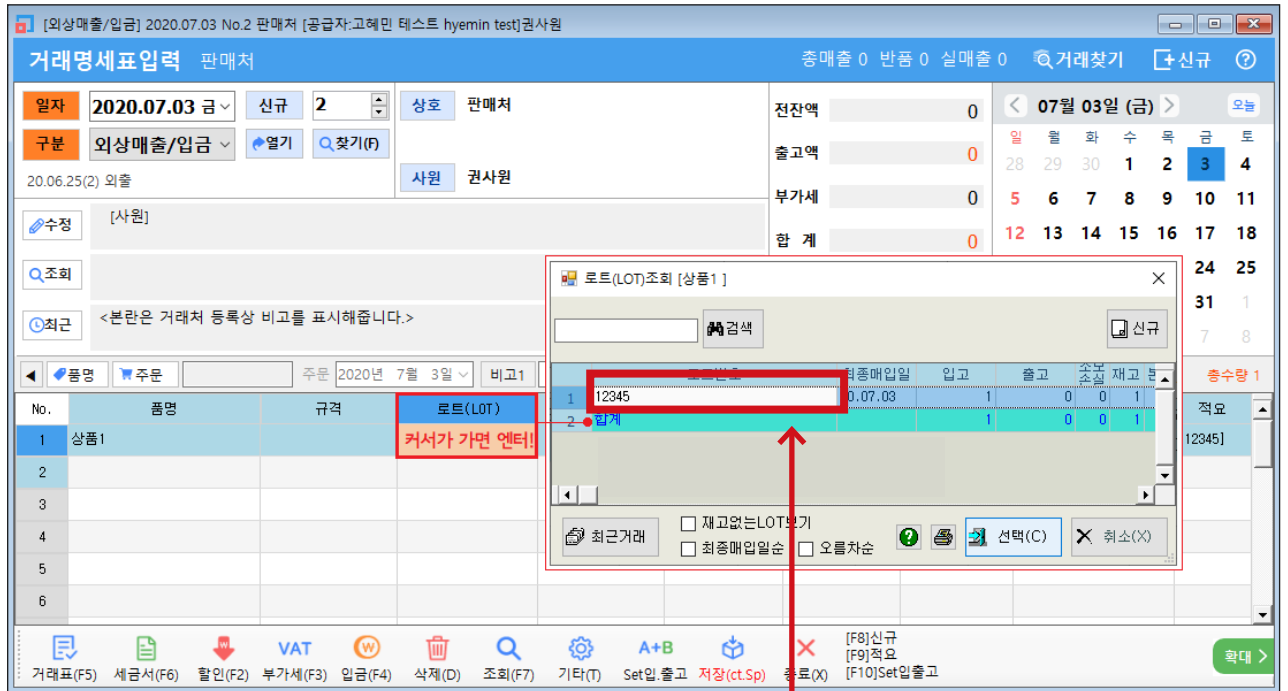 [외상매출/입금] 2020.07.03 No.2 판매처 [공급자:고혜민 테스트 hyemin test]권사원
거래명세표입력 판매처 총매출 0 반품 0 실매출 0 거래찾기 신규
일자 2020.07.03 금 신규 2 상호 판매처
구분 외상매출/입금 열기 찾기(F)
20.06.25(2) 외출 사원 권사원
전잔액 0
출고액 0
부가세 0
합 계 0
07월 03일 (금) 오늘
일 월 화 수 목 금 토
28 29 30 1 2 3 4
5 6 7 8 9 10 11
12 13 14 15 16 17 18
24 25
31 1
7 8
수정 [사원]
조회
최근 <본란은 거래처 등록상 비고를 표시해줍니다.>
품명 주문 주문 2020년 7월 3일 비고1 총수량 1
No. 품명 규격 로트(LOT) 적요
1 상품1 커서가 가면 엔터! 12345]
2
3
4
5
6
로트(LOT)조회 [상품1 ]
검색 신규
최종매입일 입고 출고 소모 소실 재고
1 12345 0.07.03 1 0 0 1
2 합계 1 0 0 1
최근거래 재고없는LOT보기
최종매입일순 오름차순
선택(C) 취소(X)
거래표(F5) 세금서(F6) 할인(F2) VAT 부가세(F3) 입금(F4) 삭제(D) 조회(F7) 기타(T) A+B Set입.출고 저장(ct.Sp) 종료(X)
[F8]신규
[F9]적요
[F10]Set입출고
확대